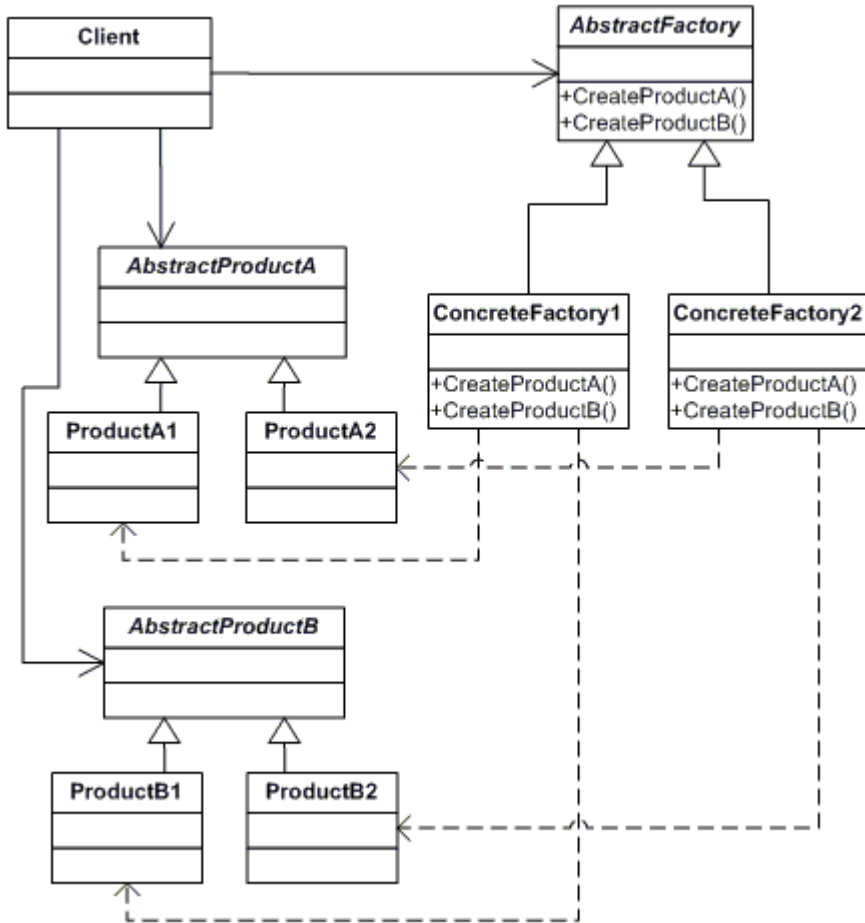 Client
AbstractFactory
+CreateProductA()
+CreateProductB()
AbstractProductA
ConcreteFactory1
+CreateProductA()
+CreateProductB()
ConcreteFactory2
+CreateProductA()
+CreateProductB()
ProductA1
ProductA2
AbstractProductB
ProductB1
ProductB2